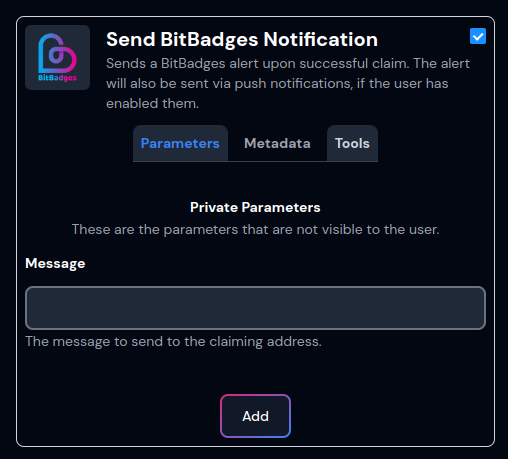 BitBadges
Send BitBadges Notification
Sends a BitBadges alert upon successful claim. The alert
will also be sent via push notifications, if the user has
enabled them.
Parameters Metadata Tools
Private Parameters
These are the parameters that are not visible to the user.
Message
The message to send to the claiming address.
Add